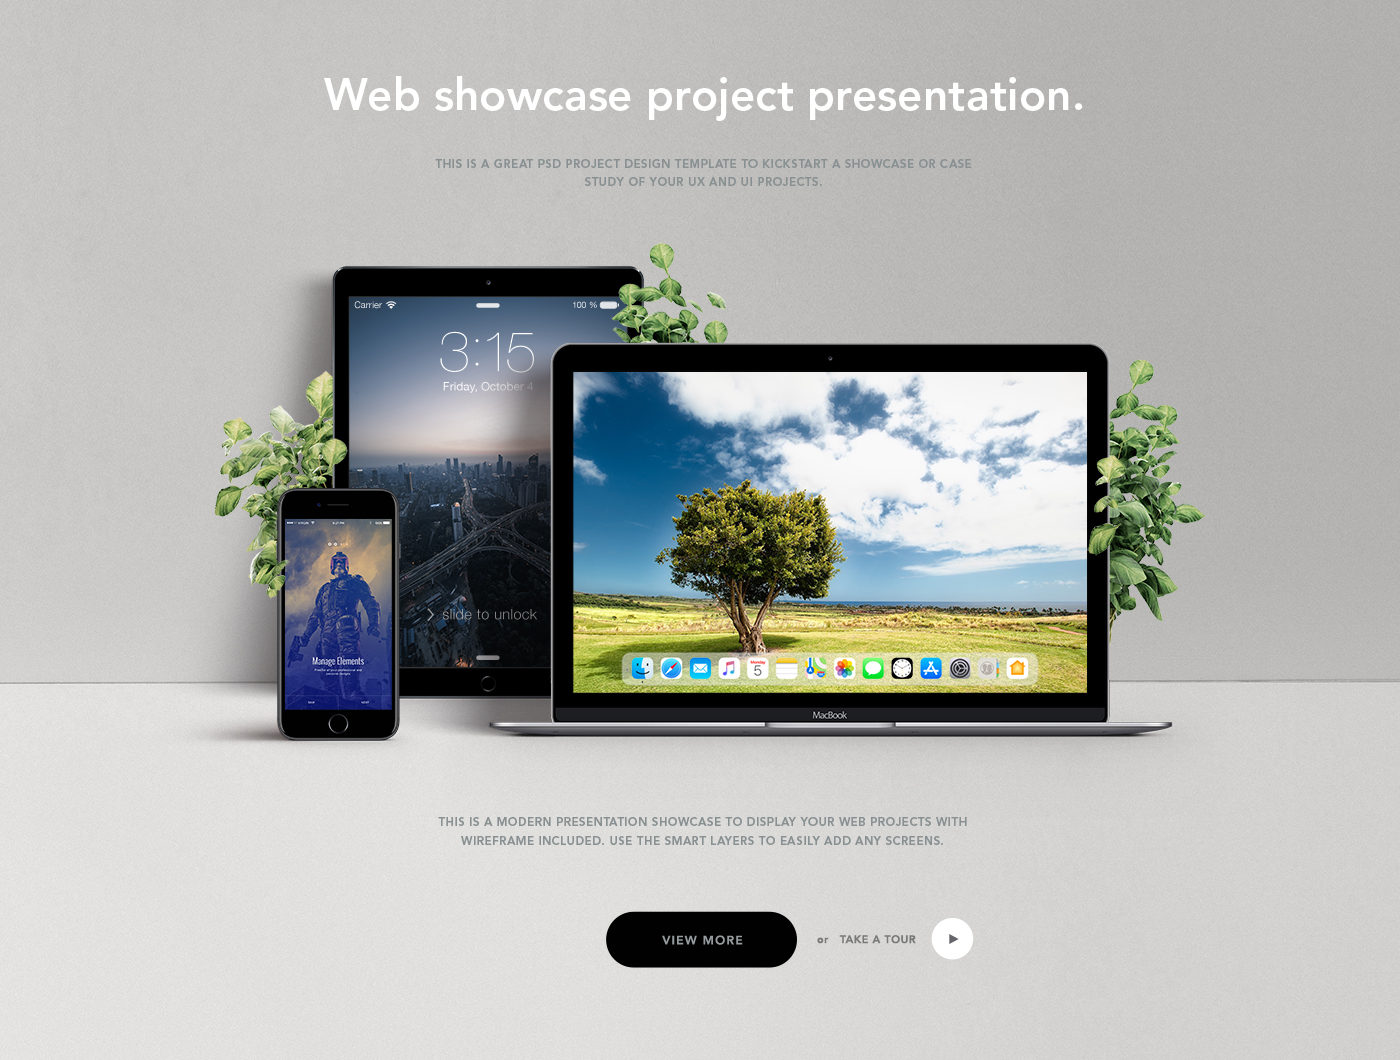 Web showcase project presentation.
THIS IS A GREAT PSD PROJECT DESIGN TEMPLATE TO KICKSTART A SHOWCASE OR CASE
STUDY OF YOUR UX AND UI PROJECTS.
Carrier 100 %
3:15
Friday, October 4
slide to unlock
Manage Elements
Monday
5
MacBook
THIS IS A MODERN PRESENTATION SHOWCASE TO DISPLAY YOUR WEB PROJECTS WITH
WIREFRAME INCLUDED. USE THE SMART LAYERS TO EASILY ADD ANY SCREENS.
VIEW MORE or TAKE A TOUR